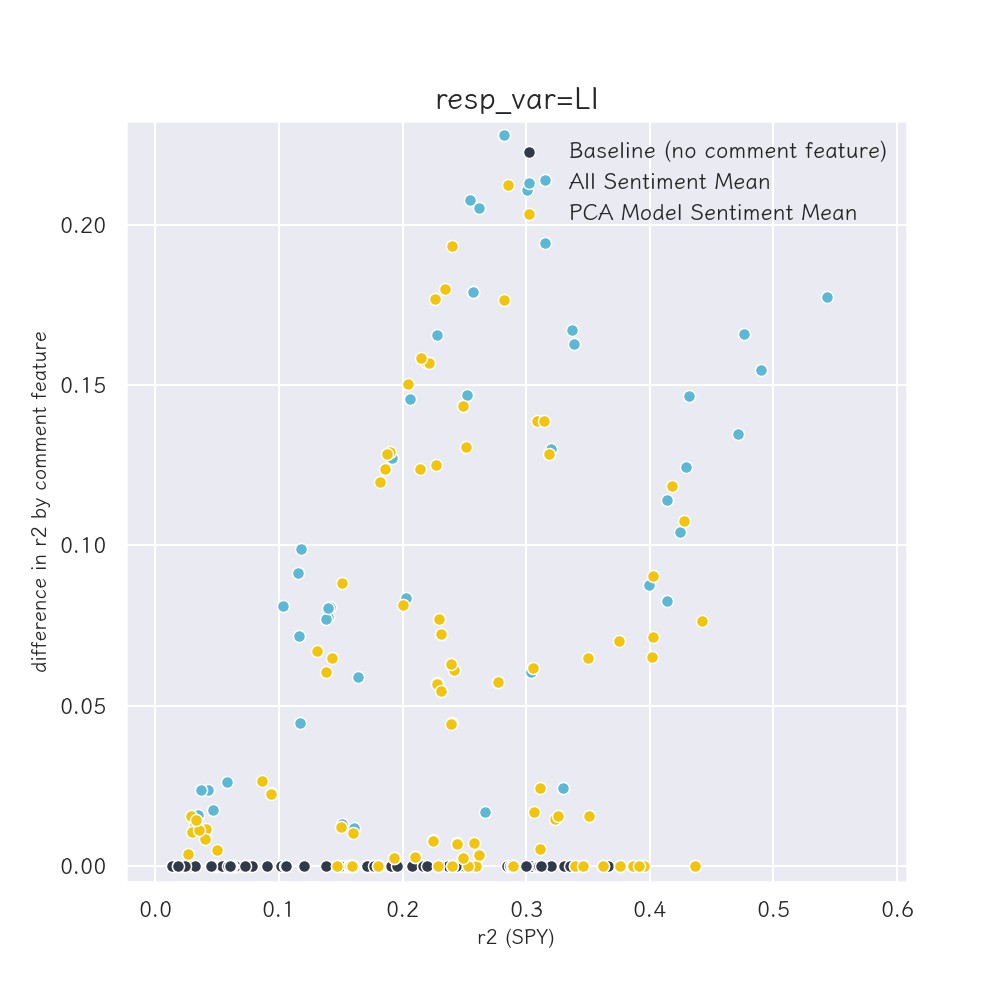 resp_var=LI
Baseline (no comment feature)
All Sentiment Mean
PCA Model Sentiment Mean
difference in r2 by comment feature
0.20
0.15
0.10
0.05
0.00
0.0 0.1 0.2 0.3 0.4 0.5 0.6
r2 (SPY)